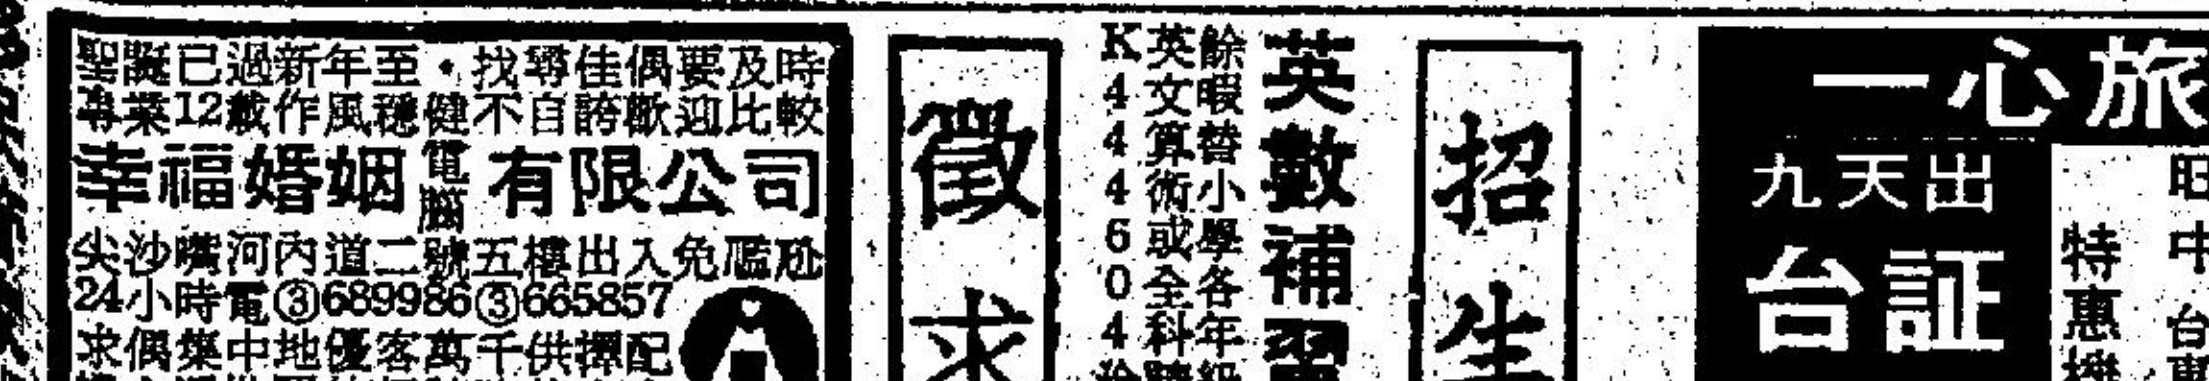 聖誕已過新年至・找尋佳偶要及時
專業12載作風穩健不自誇歡迎比較
幸福婚姻電腦有限公司
尖沙嘴河內道二號五樓出入免尷尬
24小時電③689986③665857
求偶集中地優客萬千供擇配
徵求
英數補習
餘暇替小學各年級
英文算術或全科
K444604
招生
一心旅
九天出
台証
特惠機
旺中台